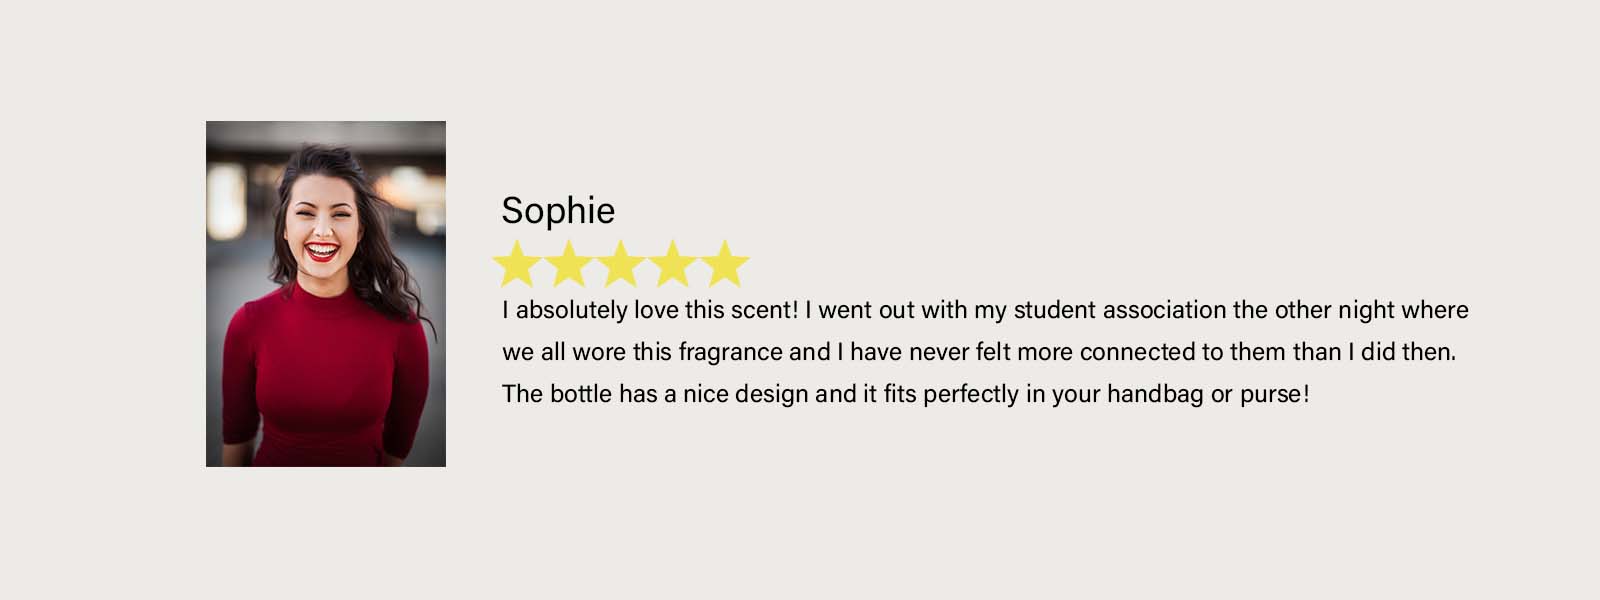 Sophie
I absolutely love this scent! I went out with my student association the other night where
we all wore this fragrance and I have never felt more connected to them than I did then.
The bottle has a nice design and it fits perfectly in your handbag or purse!